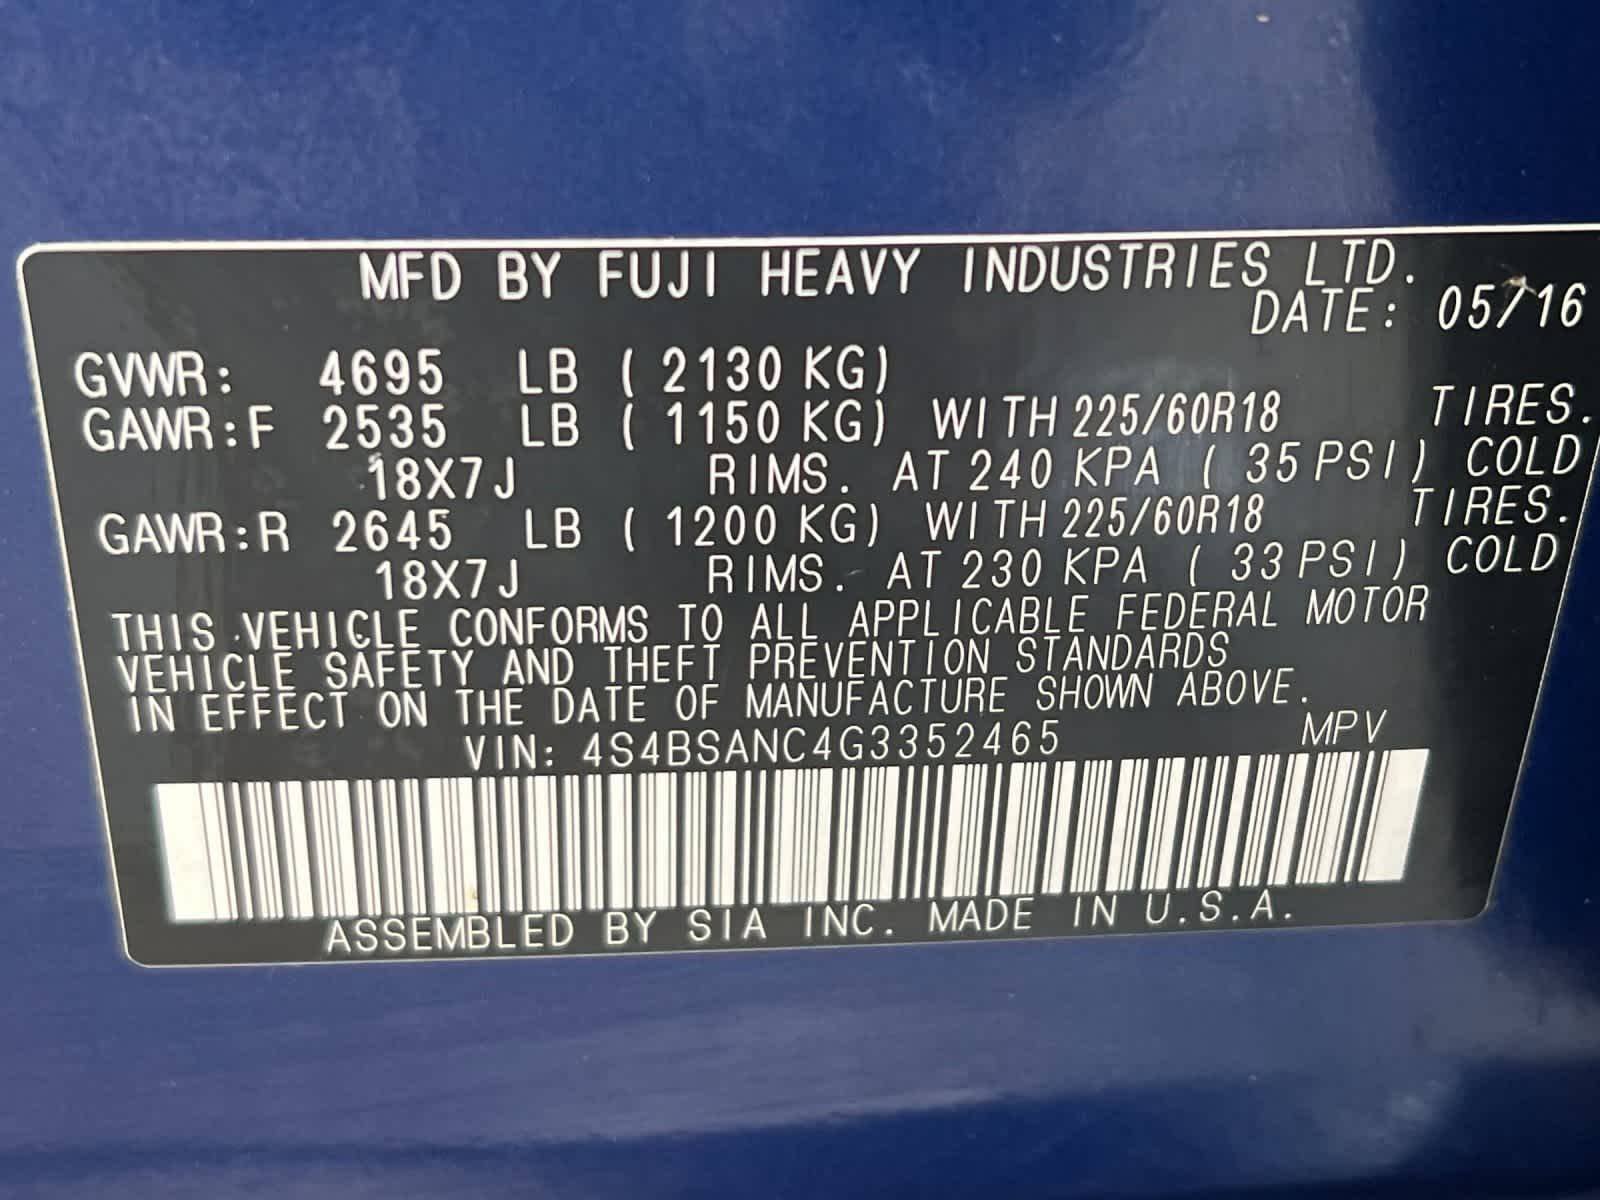 MFD BY FUJI HEAVY INDUSTRIES LTD.
DATE: 05/16
GVWR: 4695 LB ( 2130 KG)
GAWR:F 2535 LB ( 1150 KG) WITH 225/60R18 TIRES.
18X7J RIMS. AT 240 KPA ( 35 PSI) COLD
GAWR:R 2645 LB ( 1200 KG) WITH 225/60R18 TIRES.
18X7J RIMS. AT 230 KPA ( 33 PSI) COLD
THIS VEHICLE CONFORMS TO ALL APPLICABLE FEDERAL MOTOR
VEHICLE SAFETY AND THEFT PREVENTION STANDARDS
IN EFFECT ON THE DATE OF MANUFACTURE SHOWN ABOVE.
VIN: 4S4BSANC4G3352465 MPV
ASSEMBLED BY SIA INC. MADE IN U.S.A.